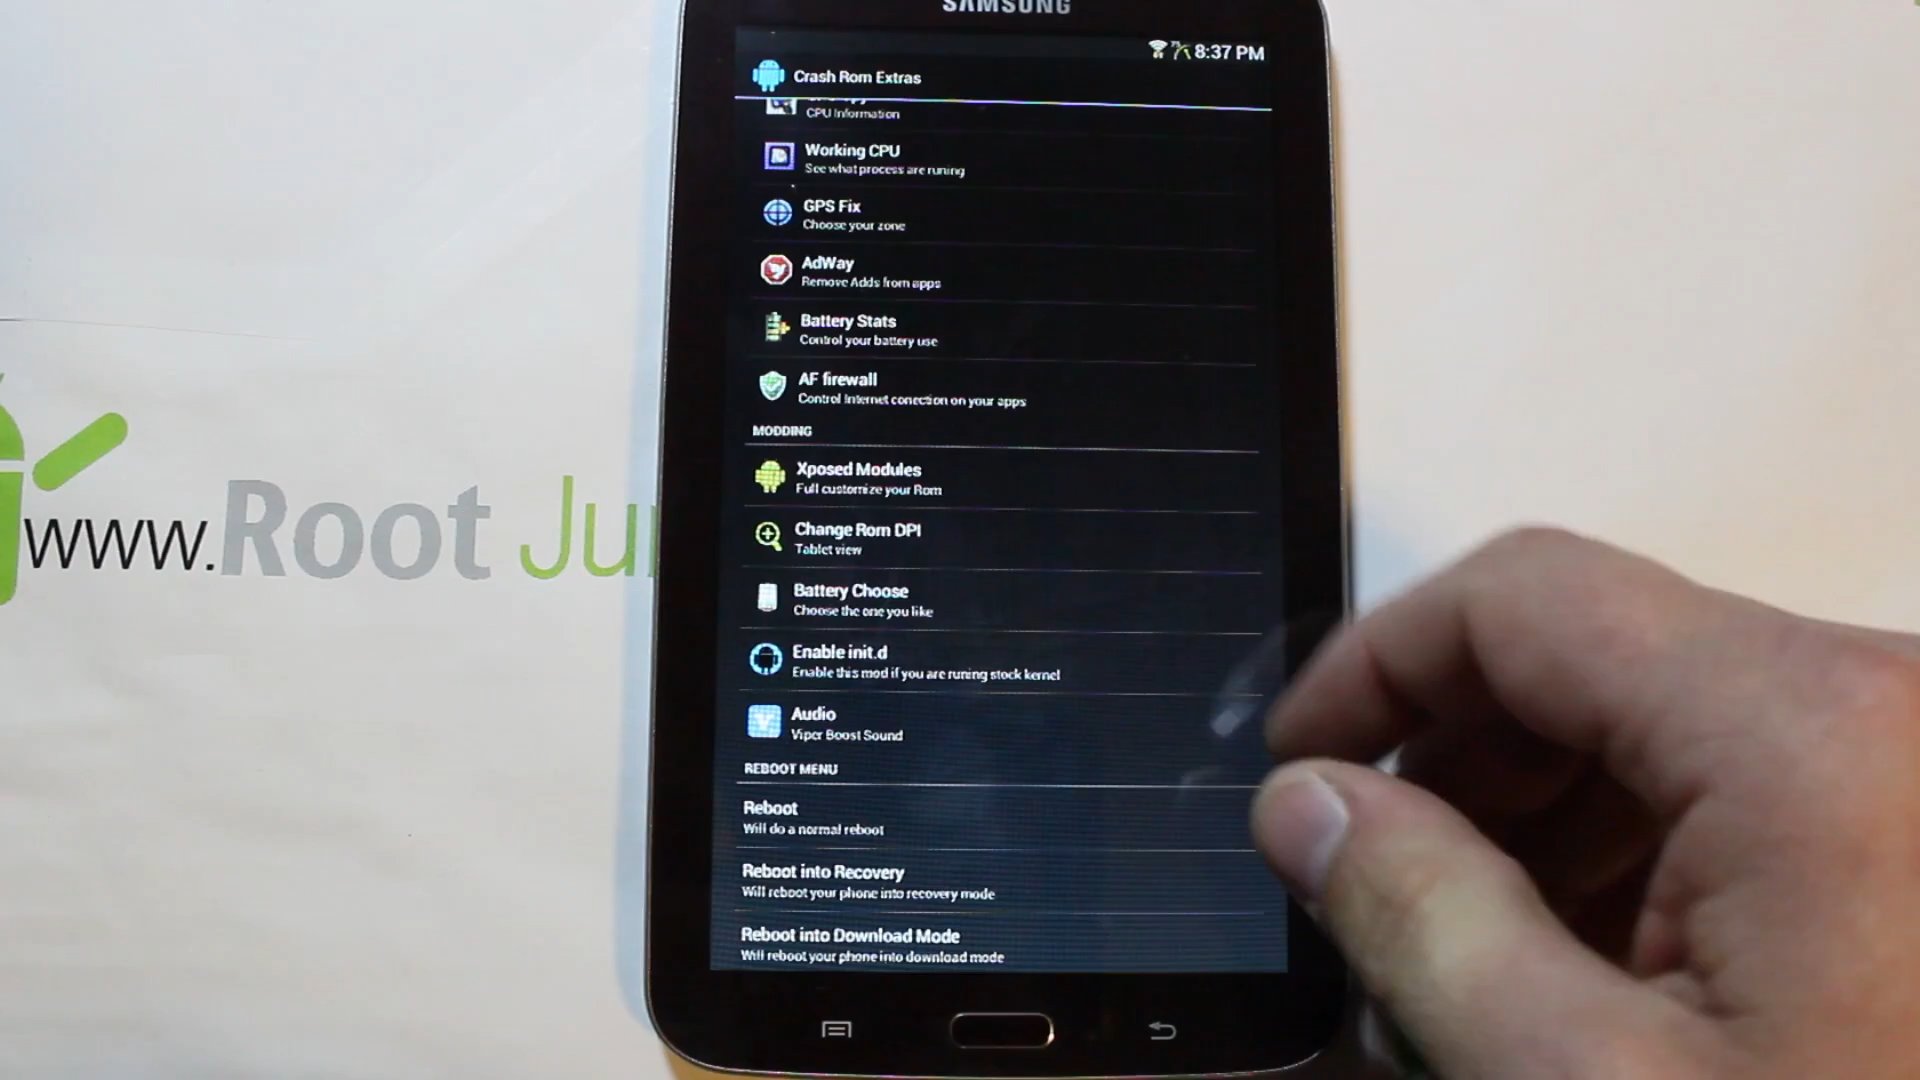 SAMSUNG
8:37 PM
Crash Rom Extras
CPU Information
Working CPU
See what process are runing
GPS Fix
Choose your zone
AdWay
Remove Adds from apps
Battery Stats
Control your battery use
AF firewall
Control Internet conection on your apps
MODDING
Xposed Modules
Full customize your Rom
Change Rom DPI
Tablet view
Battery Choose
Choose the one you like
Enable init.d
Enable this mod if you are runing stock kernel
Audio
Viper Boost Sound
REBOOT MENU
Reboot
Will do a normal reboot
Reboot into Recovery
Will reboot your phone into recovery mode
Reboot into Download Mode
Will reboot your phone into download mode
www.Root Ju